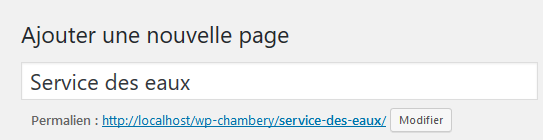 Ajouter une nouvelle page
Service des eaux
Permalien : http://localhost/wp-chambery/service-des-eaux/ Modifier